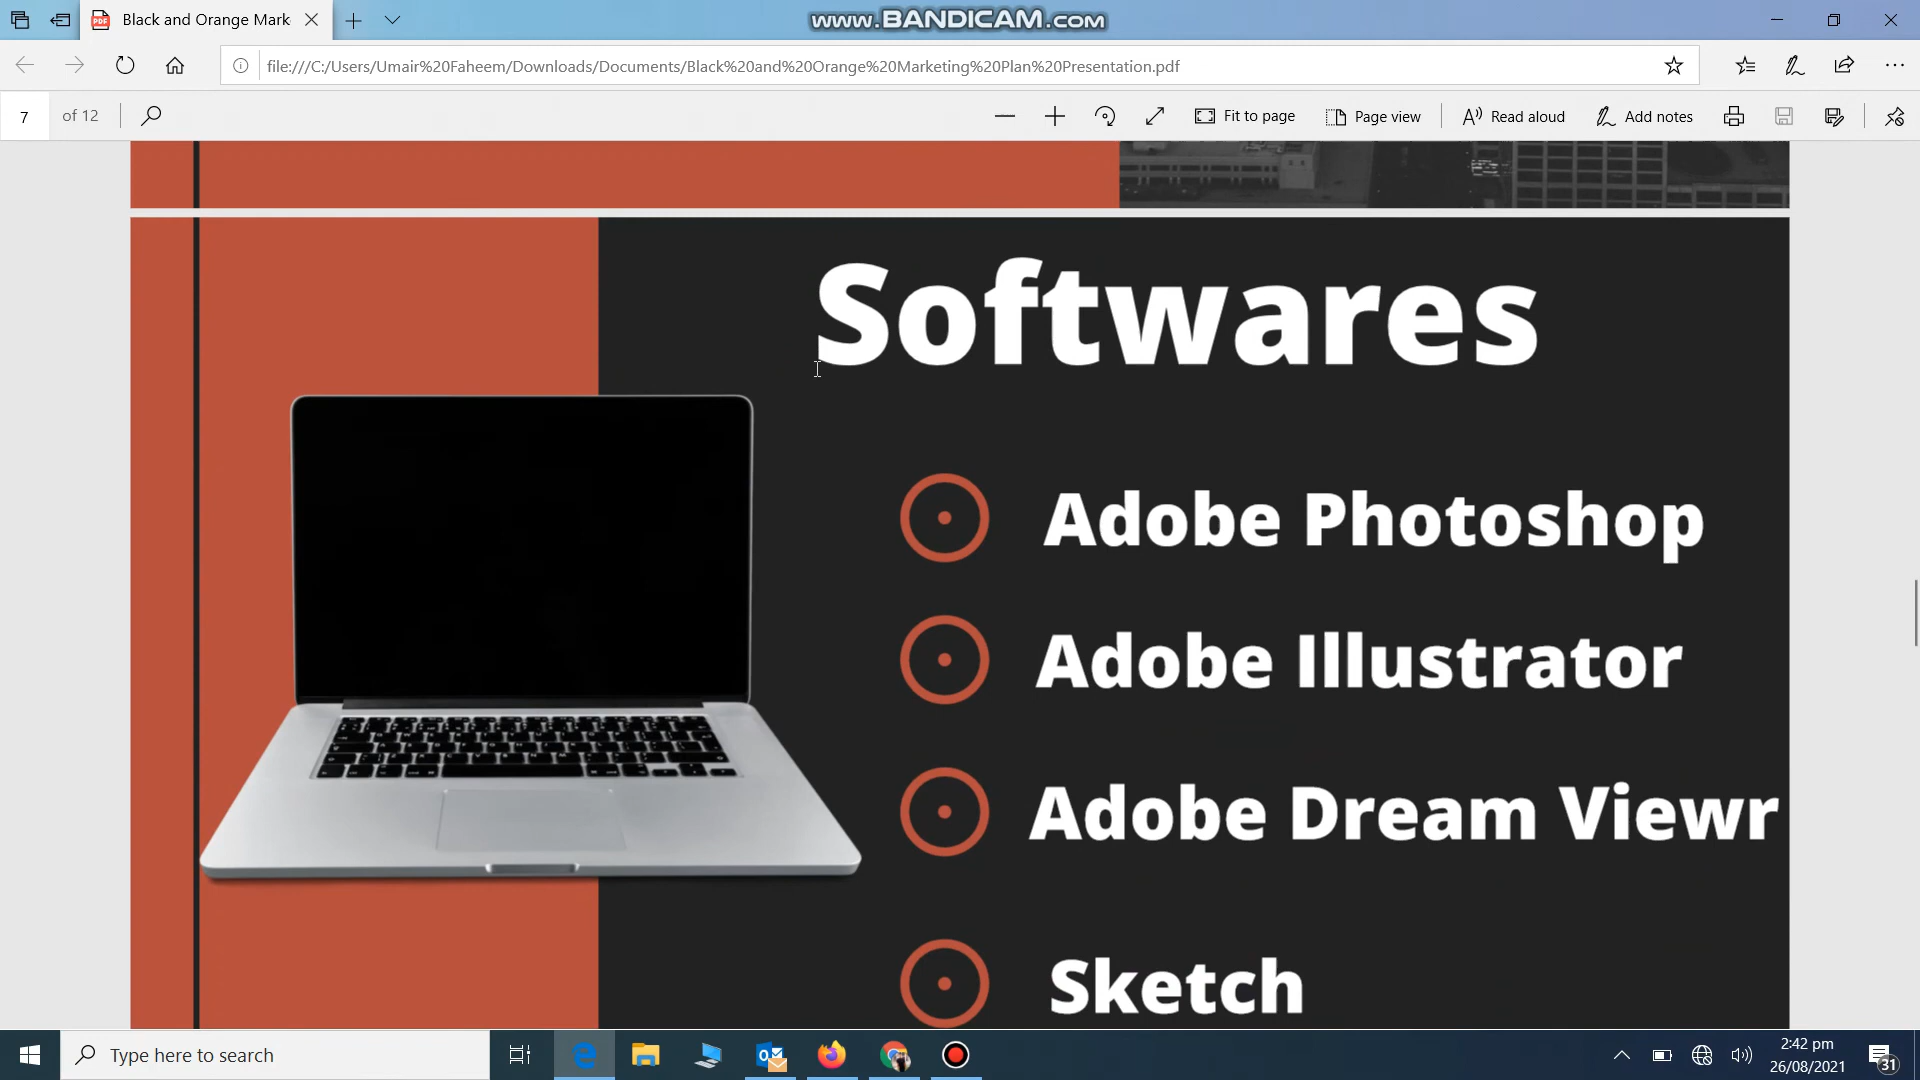 Black and Orange Mark
www.BANDICAM.com
file:///C:/Users/Umair%20Faheem/Downloads/Documents/Black%20and%20Orange%20Marketing%20Plan%20Presentation.pdf
7 of 12
Fit to page
Page view
Read aloud
Add notes
Softwares
Adobe Photoshop
Adobe Illustrator
Adobe Dream Viewr
Sketch
Type here to search
2:42 pm
26/08/2021
31